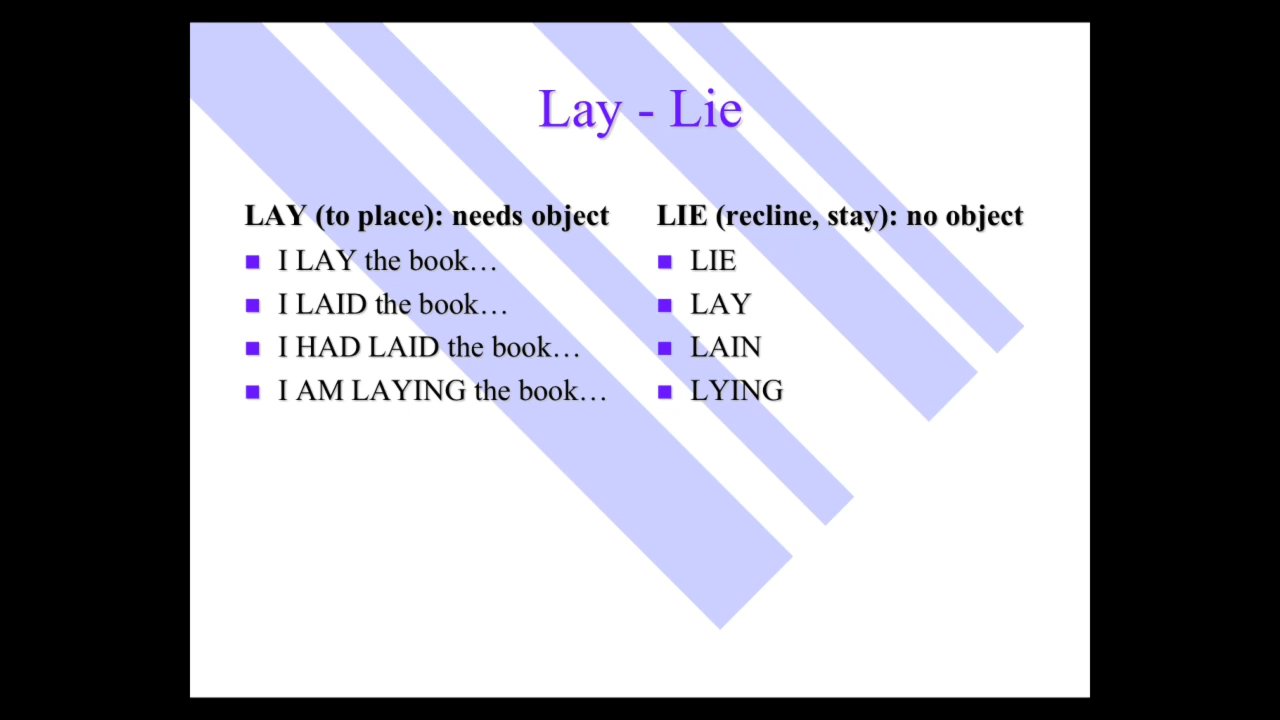 Lay - Lie
LAY (to place): needs object
I LAY the book…
I LAID the book…
I HAD LAID the book…
I AM LAYING the book…
LIE (recline, stay): no object
LIE
LAY
LAIN
LYING